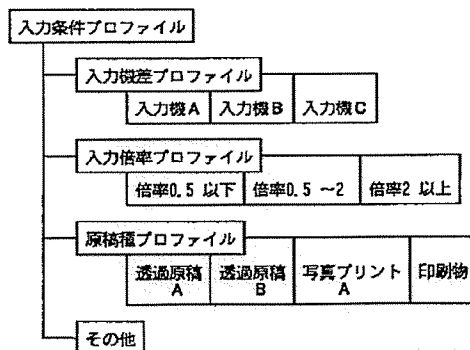 入力条件プロファイル
入力機差プロファイル
入力機A 入力機B 入力機C
入力倍率プロファイル
倍率0.5 以下 倍率0.5 ~2 倍率2 以上
原稿種プロファイル
透過原稿A 透過原稿B 写真プリントA 印刷物
その他